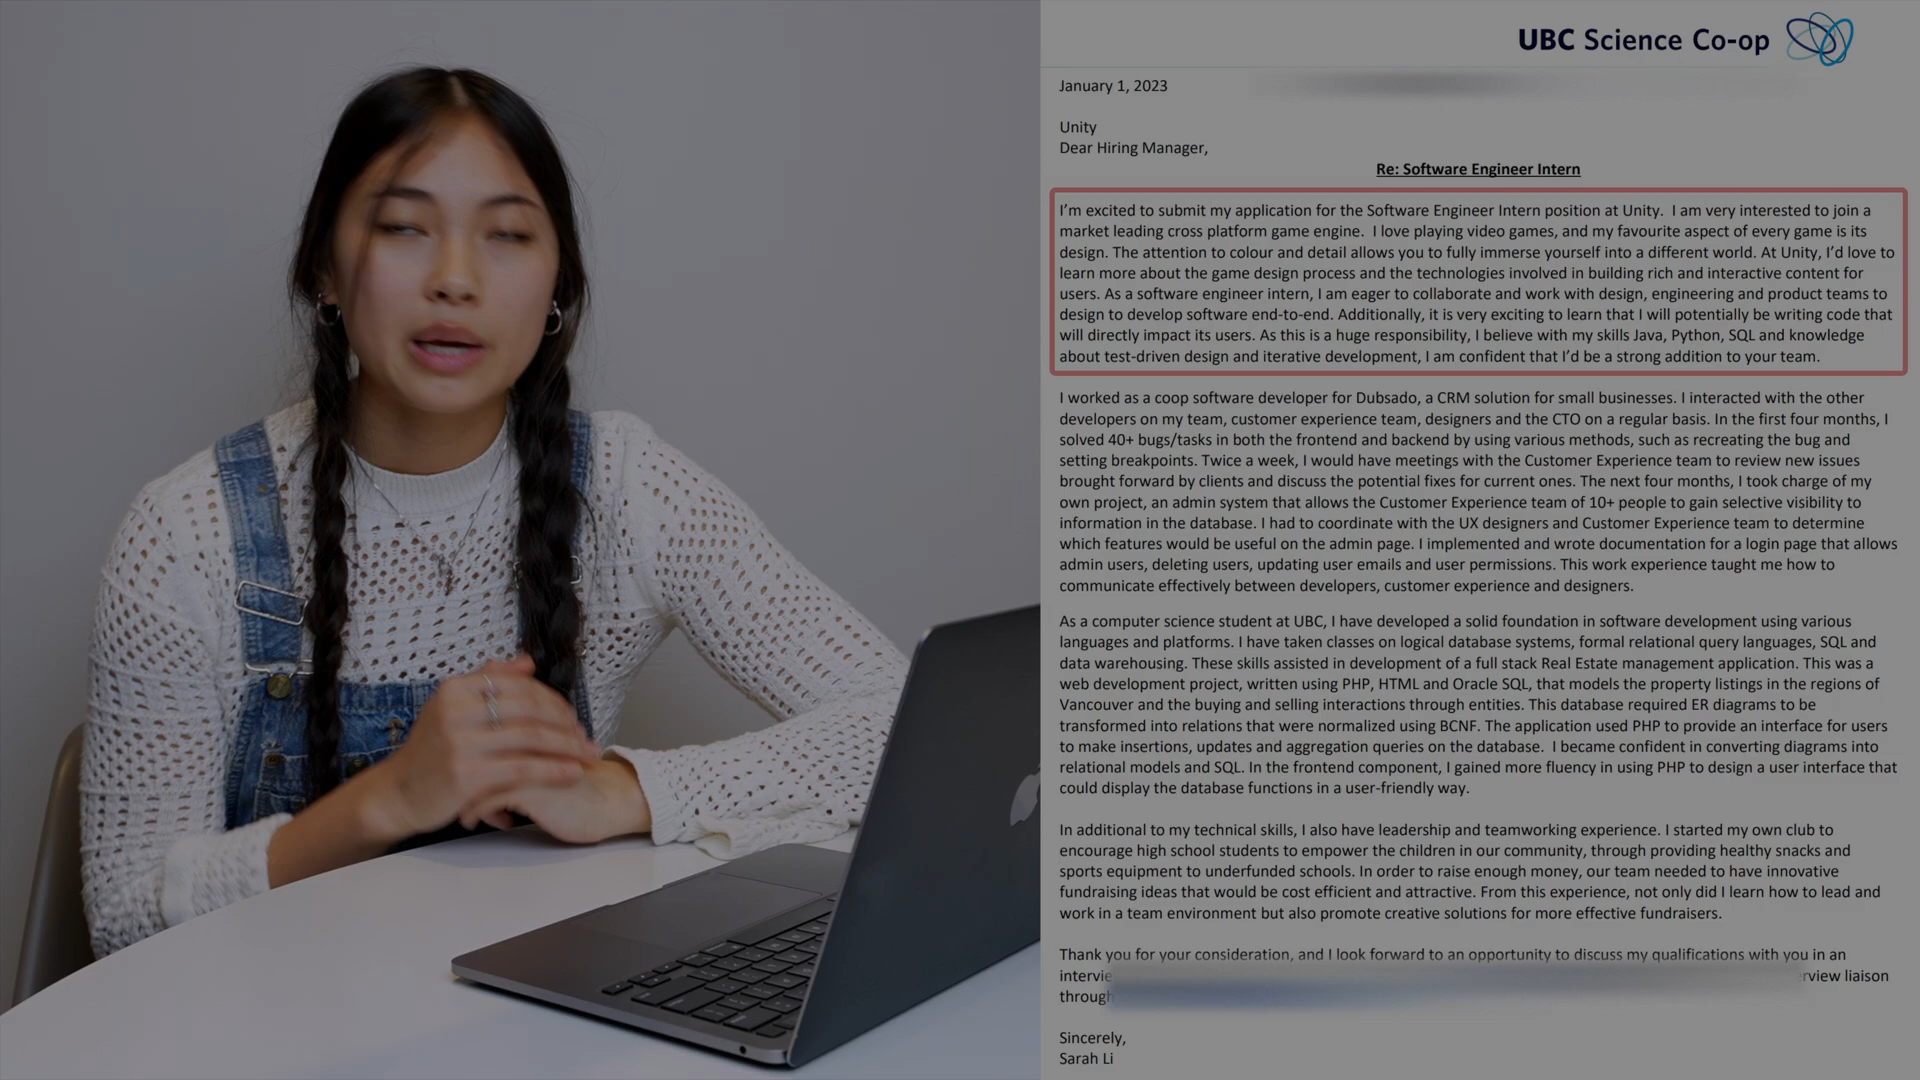 UBC Science Co-op
January 1, 2023
Unity
Dear Hiring Manager,
Re: Software Engineer Intern
I’m excited to submit my application for the Software Engineer Intern position at Unity.  I am very interested to join a
market leading cross platform game engine.  I love playing video games, and my favourite aspect of every game is its
design. The attention to colour and detail allows you to fully immerse yourself into a different world. At Unity, I’d love to
learn more about the game design process and the technologies involved in building rich and interactive content for
users. As a software engineer intern, I am eager to collaborate and work with design, engineering and product teams to
design to develop software end-to-end. Additionally, it is very exciting to learn that I will potentially be writing code that
will directly impact its users. As this is a huge responsibility, I believe with my skills Java, Python, SQL and knowledge
about test-driven design and iterative development, I am confident that I’d be a strong addition to your team.
I worked as a coop software developer for Dubsado, a CRM solution for small businesses. I interacted with the other
developers on my team, customer experience team, designers and the CTO on a regular basis. In the first four months, I
solved 40+ bugs/tasks in both the frontend and backend by using various methods, such as recreating the bug and
setting breakpoints. Twice a week, I would have meetings with the Customer Experience team to review new issues
brought forward by clients and discuss the potential fixes for current ones. The next four months, I took charge of my
own project, an admin system that allows the Customer Experience team of 10+ people to gain selective visibility to
information in the database. I had to coordinate with the UX designers and Customer Experience team to determine
which features would be useful on the admin page. I implemented and wrote documentation for a login page that allows
admin users, deleting users, updating user emails and user permissions. This work experience taught me how to
communicate effectively between developers, customer experience and designers.
As a computer science student at UBC, I have developed a solid foundation in software development using various
languages and platforms. I have taken classes on logical database systems, formal relational query languages, SQL and
data warehousing. These skills assisted in development of a full stack Real Estate management application. This was a
web development project, written using PHP, HTML and Oracle SQL, that models the property listings in the regions of
Vancouver and the buying and selling interactions through entities. This database required ER diagrams to be
transformed into relations that were normalized using BCNF. The application used PHP to provide an interface for users
to make insertions, updates and aggregation queries on the database.  I became confident in converting diagrams into
relational models and SQL. In the frontend component, I gained more fluency in using PHP to design a user interface that
could display the database functions in a user-friendly way.
In additional to my technical skills, I also have leadership and teamworking experience. I started my own club to
encourage high school students to empower the children in our community, through providing healthy snacks and
sports equipment to underfunded schools. In order to raise enough money, our team needed to have innovative
fundraising ideas that would be cost efficient and attractive. From this experience, not only did I learn how to lead and
work in a team environment but also promote creative solutions for more effective fundraisers.
Thank you for your consideration, and I look forward to an opportunity to discuss my qualifications with you in an
liaison
through
Sincerely,
Sarah Li